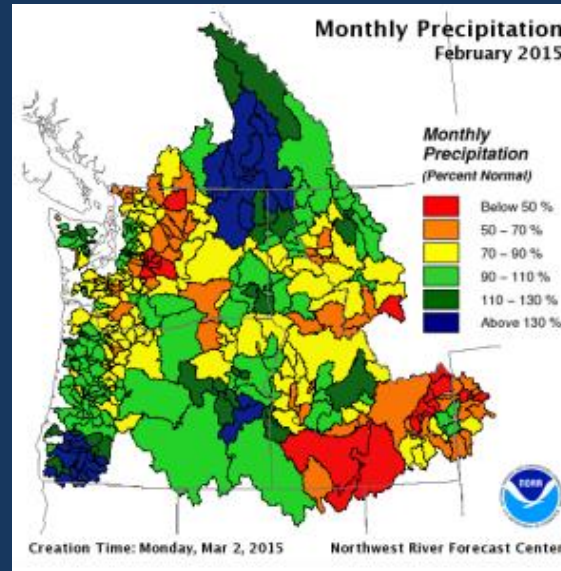 Monthly Precipitation
February 2015
Monthly
Precipitation
(Percent Normal)
Below 50 %
50 - 70 %
70 - 90 %
90 - 110 %
110 - 130 %
Above 130 %
NOAA
Creation Time: Monday, Mar 2, 2015
Northwest River Forecast Center